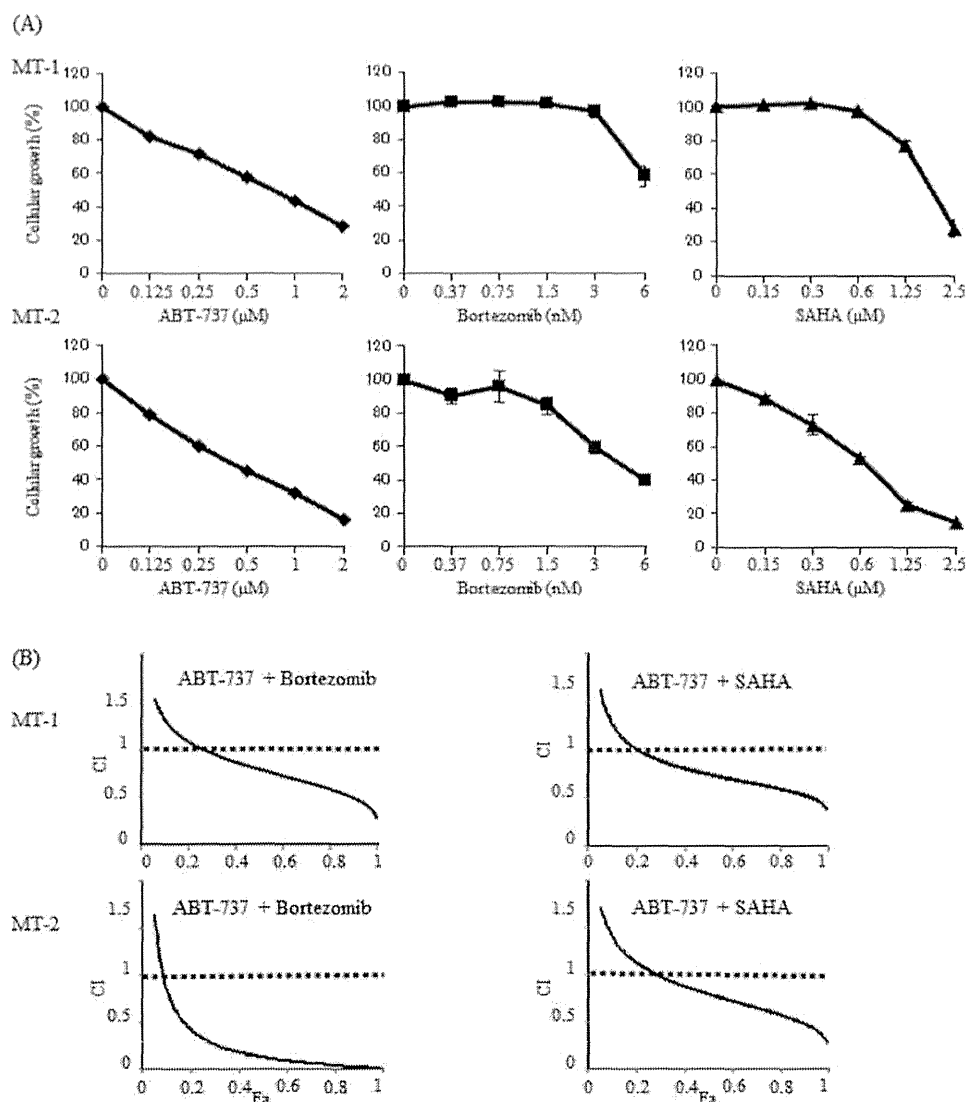 (A)
MT-1
Cellular growth (%)
120
100
80
60
40
20
0
0 0.125 0.25 0.5 1 2
ABT-737 (μM)
120
100
80
60
40
20
0
0 0.37 0.75 1.5 3 6
Bortezomib (nM)
120
100
80
60
40
20
0
0 0.15 0.3 0.6 1.25 2.5
SAHA (μM)
MT-2
Cellular growth (%)
120
100
80
60
40
20
0
0 0.125 0.25 0.5 1 2
ABT-737 (μM)
120
100
80
60
40
20
0
0 0.37 0.75 1.5 3 6
Bortezomib (nM)
120
100
80
60
40
20
0
0 0.15 0.3 0.6 1.25 2.5
SAHA (μM)
(B)
MT-1
ABT-737 + Bortezomib
CI
1.5
1
0.5
0
0 0.2 0.4 0.6 0.8 1
ABT-737 + SAHA
CI
1.5
1
0.5
0
0 0.2 0.4 0.6 0.8 1
MT-2
ABT-737 + Bortezomib
CI
1.5
1
0.5
0
0 0.2 0.4 0.6 0.8 1
Fa
ABT-737 + SAHA
CI
1.5
1
0.5
0
0 0.2 0.4 0.6 0.8 1
Fa